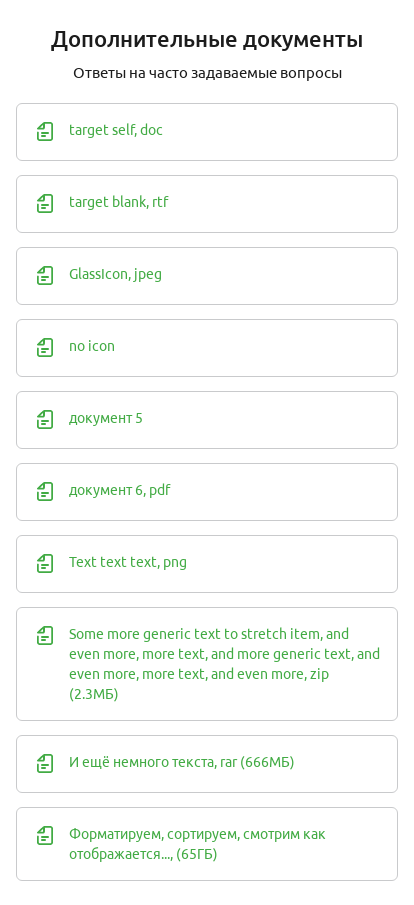 Дополнительные документы
Ответы на часто задаваемые вопросы
target self, doc
target blank, rtf
GlassIcon, jpeg
no icon
документ 5
документ 6, pdf
Text text text, png
Some more generic text to stretch item, and
even more, more text, and more generic text, and
even more, more text, and even more, zip
(2.3МБ)
И ещё немного текста, rar (666МБ)
Форматируем, сортируем, смотрим как
отображается..., (65ГБ)